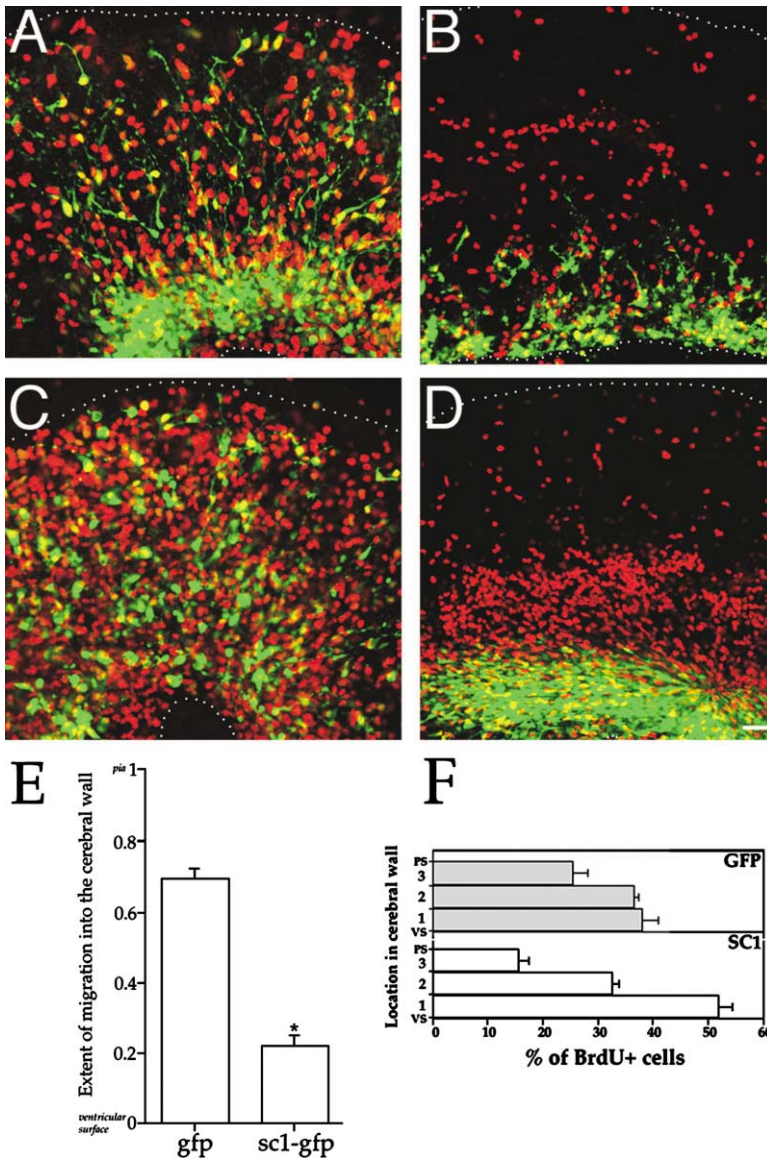 A
B
C
D
E
F
Extent of migration into the cerebral wall
pia 1
0.8
0.6
0.4
0.2
ventricular surface 0
*
gfp
sc1-gfp
Location in cerebral wall
GFP
PS
3
2
1
VS
SC1
PS
3
2
1
VS
0
10
20
30
40
50
60
% of BrdU+ cells